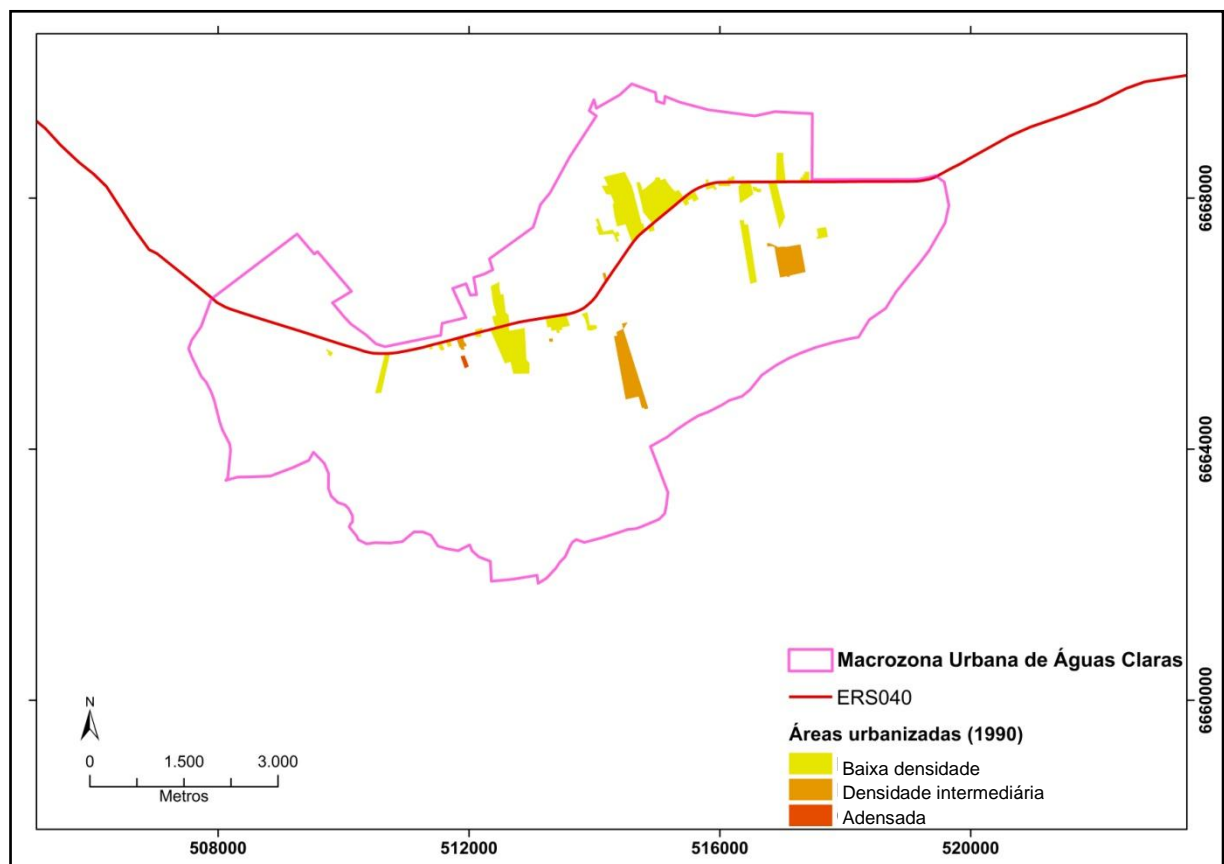 6668000
6664000
6660000
Macrozona Urbana de Águas Claras
ERS040
Áreas urbanizadas (1990)
Baixa densidade
Densidade intermediária
Adensada
N
0 1.500 3.000
Metros
508000 512000 516000 520000